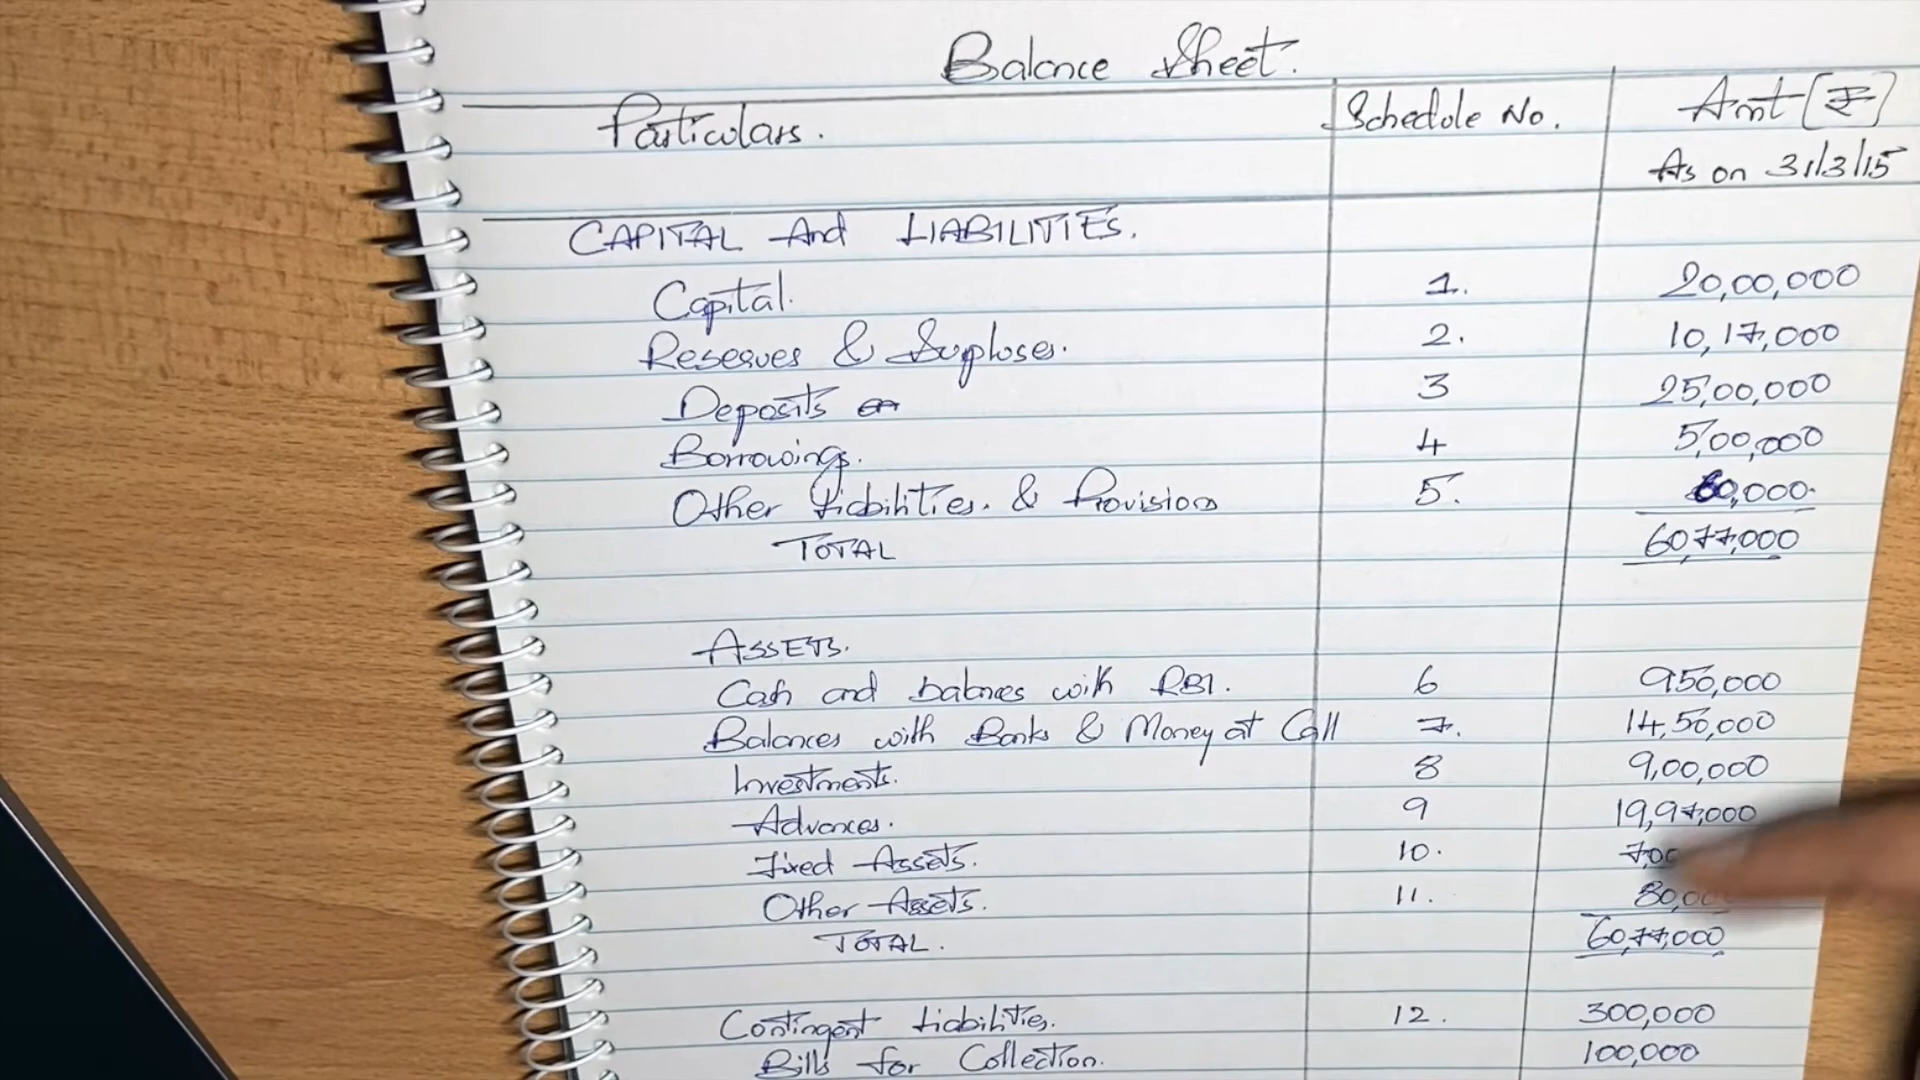 Balance Sheet.
Particulars. Schedule No. Amt [₹]
As on 31/3/15
CAPITAL And LIABILITIES.
Capital. 1. 20,00,000
Reserves & Surpluses. 2. 10,17,000
Deposits 3 25,00,000
Borrowings. 4 5,00,000
Other Liabilities. & Provision 5. 60,000.
TOTAL 60,77,000
ASSETS.
Cash and balances with RBI. 6 950,000
Balances with Banks & Money at Call 7. 14,50,000
Investments. 8 9,00,000
Advances. 9 19,97,000
Fixed Assets. 10.
Other Assets. 11.
TOTAL. 60,77,000
Contingent Liabilities. 12. 300,000
Bills for Collection. 100,000